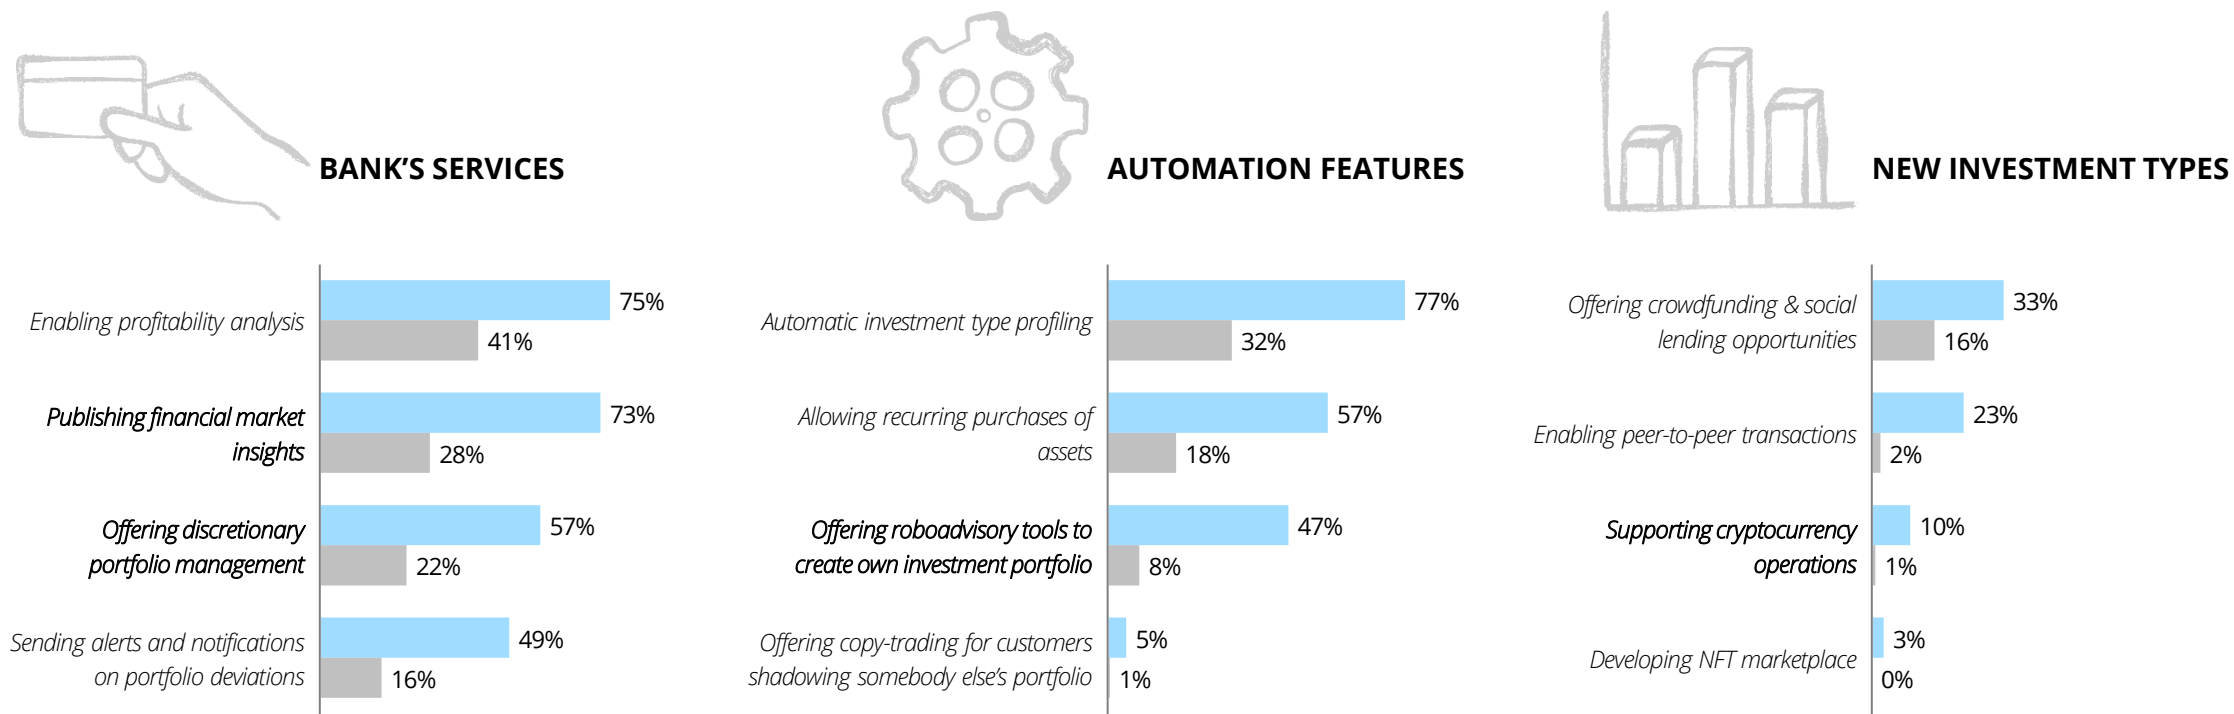 BANK’S SERVICES
Enabling profitability analysis
75%
41%
Publishing financial market
insights
73%
28%
Offering discretionary
portfolio management
57%
22%
Sending alerts and notifications
on portfolio deviations
49%
16%
AUTOMATION FEATURES
Automatic investment type profiling
77%
32%
Allowing recurring purchases of
assets
57%
18%
Offering roboadvisory tools to
create own investment portfolio
47%
8%
Offering copy-trading for customers
shadowing somebody else’s portfolio
5%
1%
NEW INVESTMENT TYPES
Offering crowdfunding & social
lending opportunities
33%
16%
Enabling peer-to-peer transactions
23%
2%
Supporting cryptocurrency
operations
10%
1%
Developing NFT marketplace
3%
0%